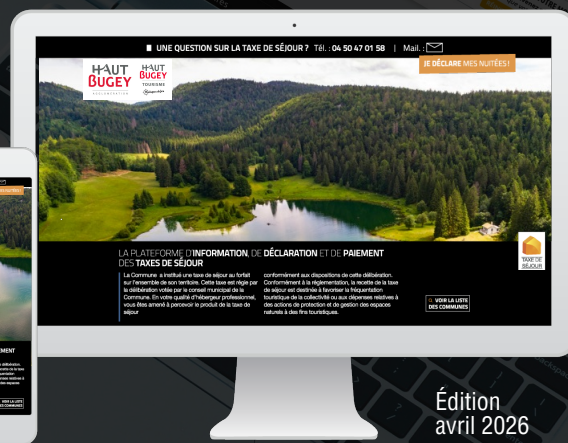 UNE QUESTION SUR LA TAXE DE SÉJOUR ? Tél. : 04 50 47 01 58 | Mail. :
JE DÉCLARE MES NUITÉES !
HAUT
BUGEY
AGGLOMÉRATION
HAUT
BUGEY
TOURISME
LA PLATEFORME D'INFORMATION, DE DÉCLARATION ET DE PAIEMENT
DES TAXES DE SÉJOUR
La Commune a institué une taxe de séjour au forfait
sur l'ensemble de son territoire. Cette taxe est régie par
la délibération votée par le conseil municipal de la
Commune. En votre qualité d'hébergeur professionnel,
vous êtes amené à percevoir le produit de la taxe de
séjour
conformément aux dispositions de cette délibération.
Conformément à la réglementation, la recette de la taxe
de séjour est destinée à favoriser la fréquentation
touristique de la collectivité ou aux dépenses relatives à
des actions de protection et de gestion des espaces
naturels à des fins touristiques.
VOIR LA LISTE
DES COMMUNES
TAXE DE
SÉJOUR
Édition
avril 2026